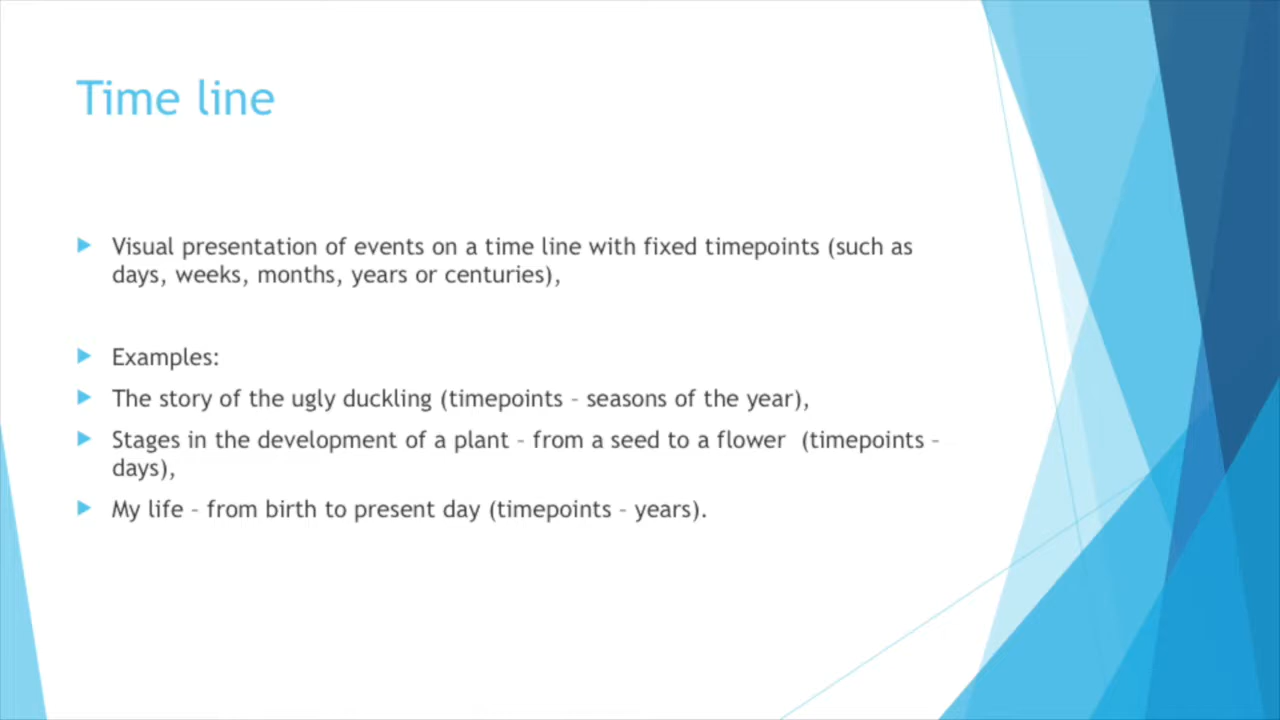 Time line
Visual presentation of events on a time line with fixed timepoints (such as
days, weeks, months, years or centuries),
Examples:
The story of the ugly duckling (timepoints – seasons of the year),
Stages in the development of a plant – from a seed to a flower  (timepoints –
days),
My life – from birth to present day (timepoints – years).